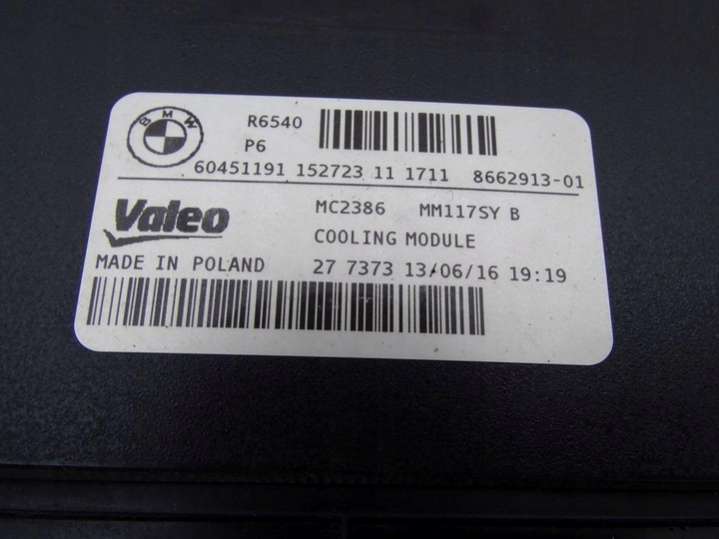 BMW R6540
P6
60451191 152723 11 1711 8662913-01
Valeo MC2386 MM117SY B
COOLING MODULE
MADE IN POLAND 27 7373 13/06/16 19:19